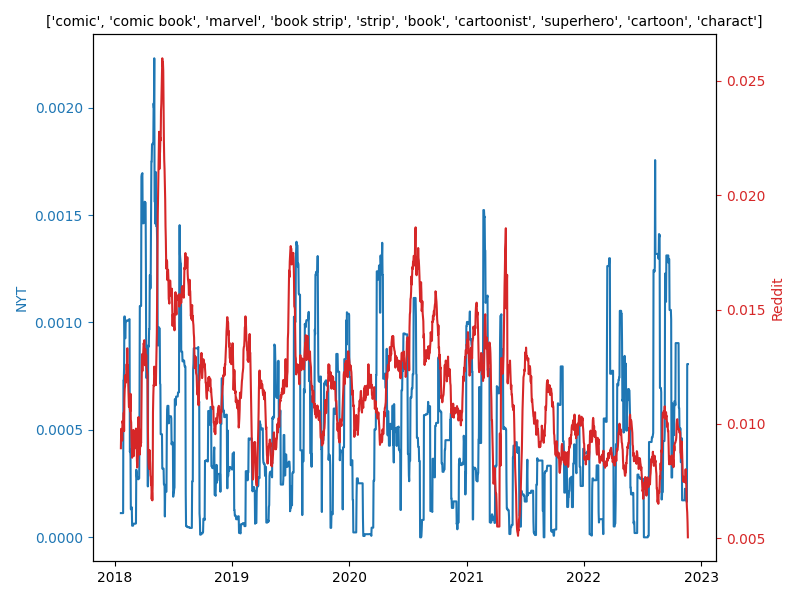 ['comic', 'comic book', 'marvel', 'book strip', 'strip', 'book', 'cartoonist', 'superhero', 'cartoon', 'charact']
0.0020
0.0015
0.0010
0.0005
0.0000
NYT
0.025
0.020
0.015
0.010
0.005
Reddit
2018 2019 2020 2021 2022 2023